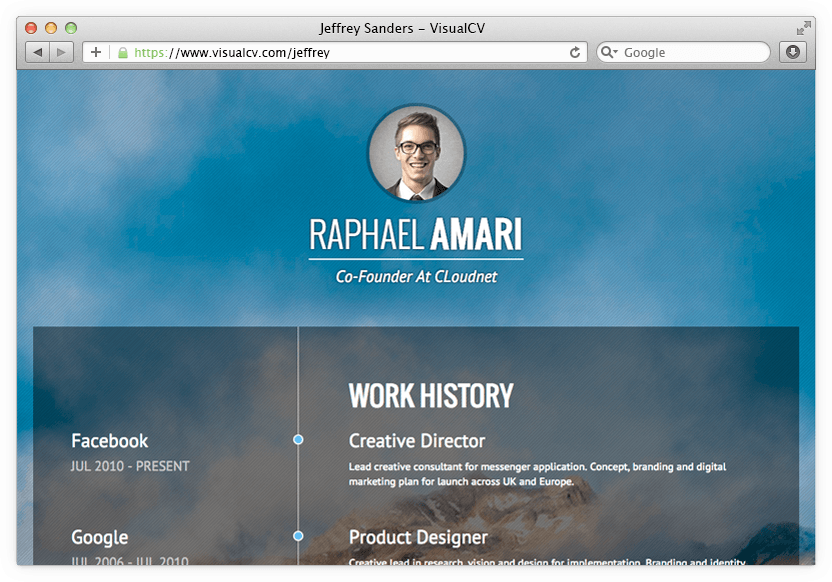 Jeffrey Sanders – VisualCV
https://www.visualcv.com/jeffrey
Google
RAPHAEL AMARI
Co-Founder At CLoudnet
WORK HISTORY
Facebook
JUL 2010 - PRESENT
Creative Director
Lead creative consultant for messenger application. Concept, branding and digital
marketing plan for launch across UK and Europe.
Google
JUL 2006 - JUL 2010
Product Designer
Creative lead in research, vision and design for implementation. Branding and identity